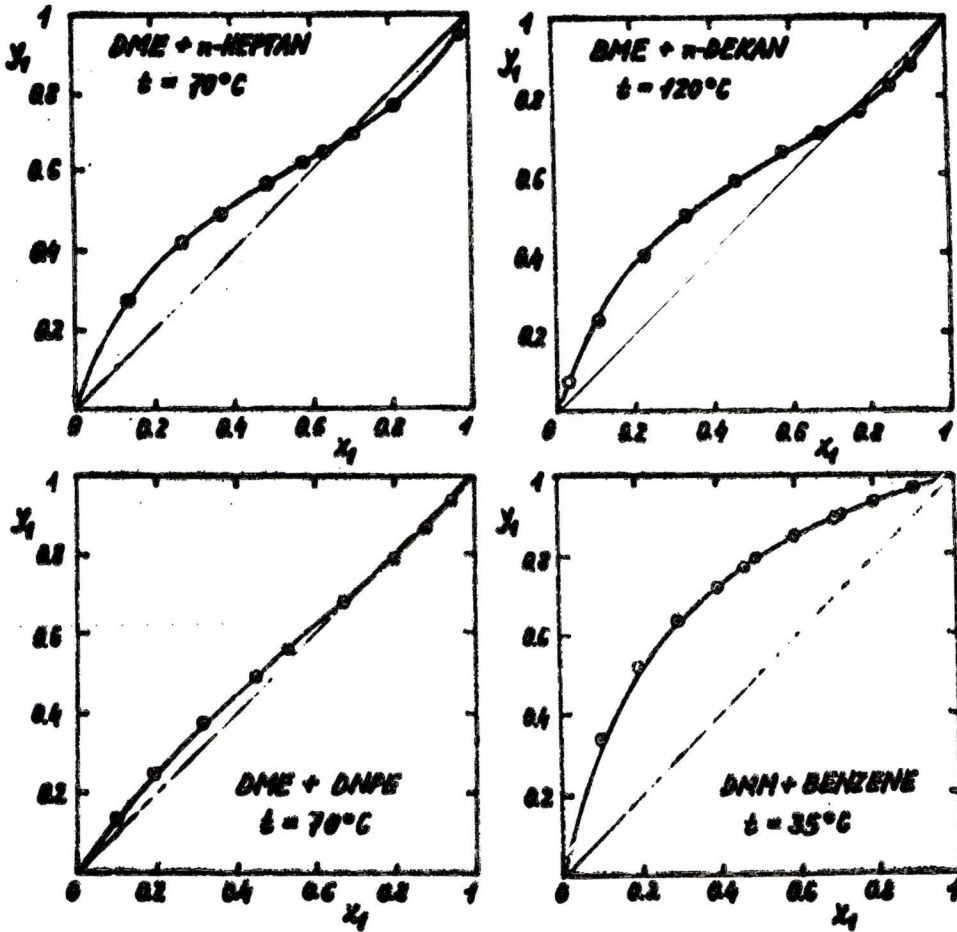 1
y₁
0.8
0.6
0.4
0.2
DME + n-HEPTAN
t = 70°C
0
0.2
0.4
0.6
0.8
1
x₁
1
y₁
0.8
0.6
0.4
0.2
DME + n-DEKAN
t = 120°C
0
0.2
0.4
0.6
0.8
1
x₁
1
y₁
0.8
0.6
0.4
0.2
DME + DNPE
t = 70°C
0
0.2
0.4
0.6
0.8
1
x₁
1
y₁
0.8
0.6
0.4
0.2
DMM + BENZENE
t = 35°C
0
0.2
0.4
0.6
0.8
1
x₁